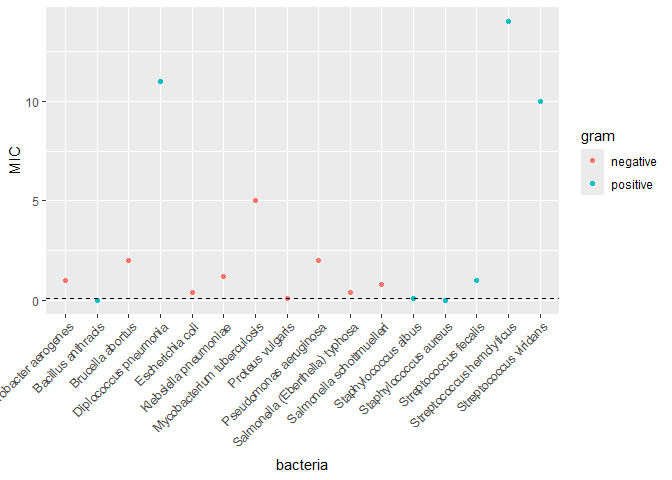 MIC
10
5
0
gram
negative
positive
robacter aerogenes
Bacillus anthracis
Brucella abortus
Diplococcus pneumonia
Escherichia coli
Klebsiella pneumoniae
Mycobacterium tuberculosis
Proteus vulgaris
Pseudomonas aeruginosa
Salmonella (Eberthella) typhosa
Salmonella schottmuelleri
Staphylococcus albus
Staphylococcus aureus
Streptococcus fecalis
Streptococcus hemolyticus
Streptococcus viridans
bacteria